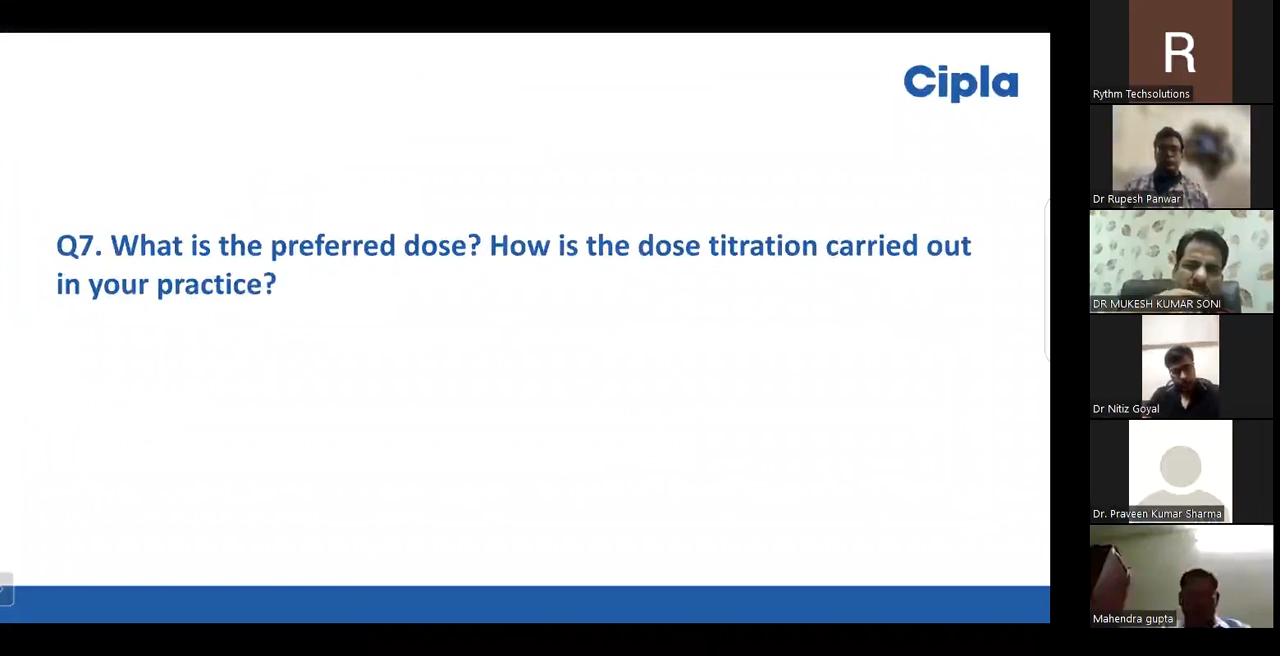 Cipla
Q7. What is the preferred dose? How is the dose titration carried out
in your practice?
R
Rythm Techsolutions
Dr Rupesh Panwar
DR MUKESH KUMAR SONI
Dr Nitiz Goyal
Dr. Praveen Kumar Sharma
Mahendra gupta